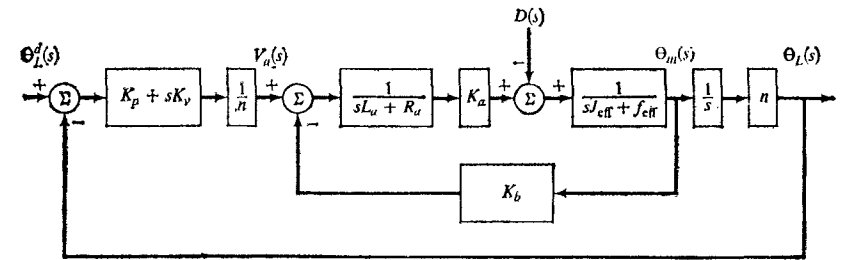 D(s)
Θ_L^d(s)
V_a(s)
Θ_m(s)
Θ_L(s)
+
Σ
−
K_p + sK_v
1/n
+
Σ
−
1/(sL_a + R_a)
K_a
+
−
Σ
+
1/(sJ_eff + f_eff)
1/s
n
K_b